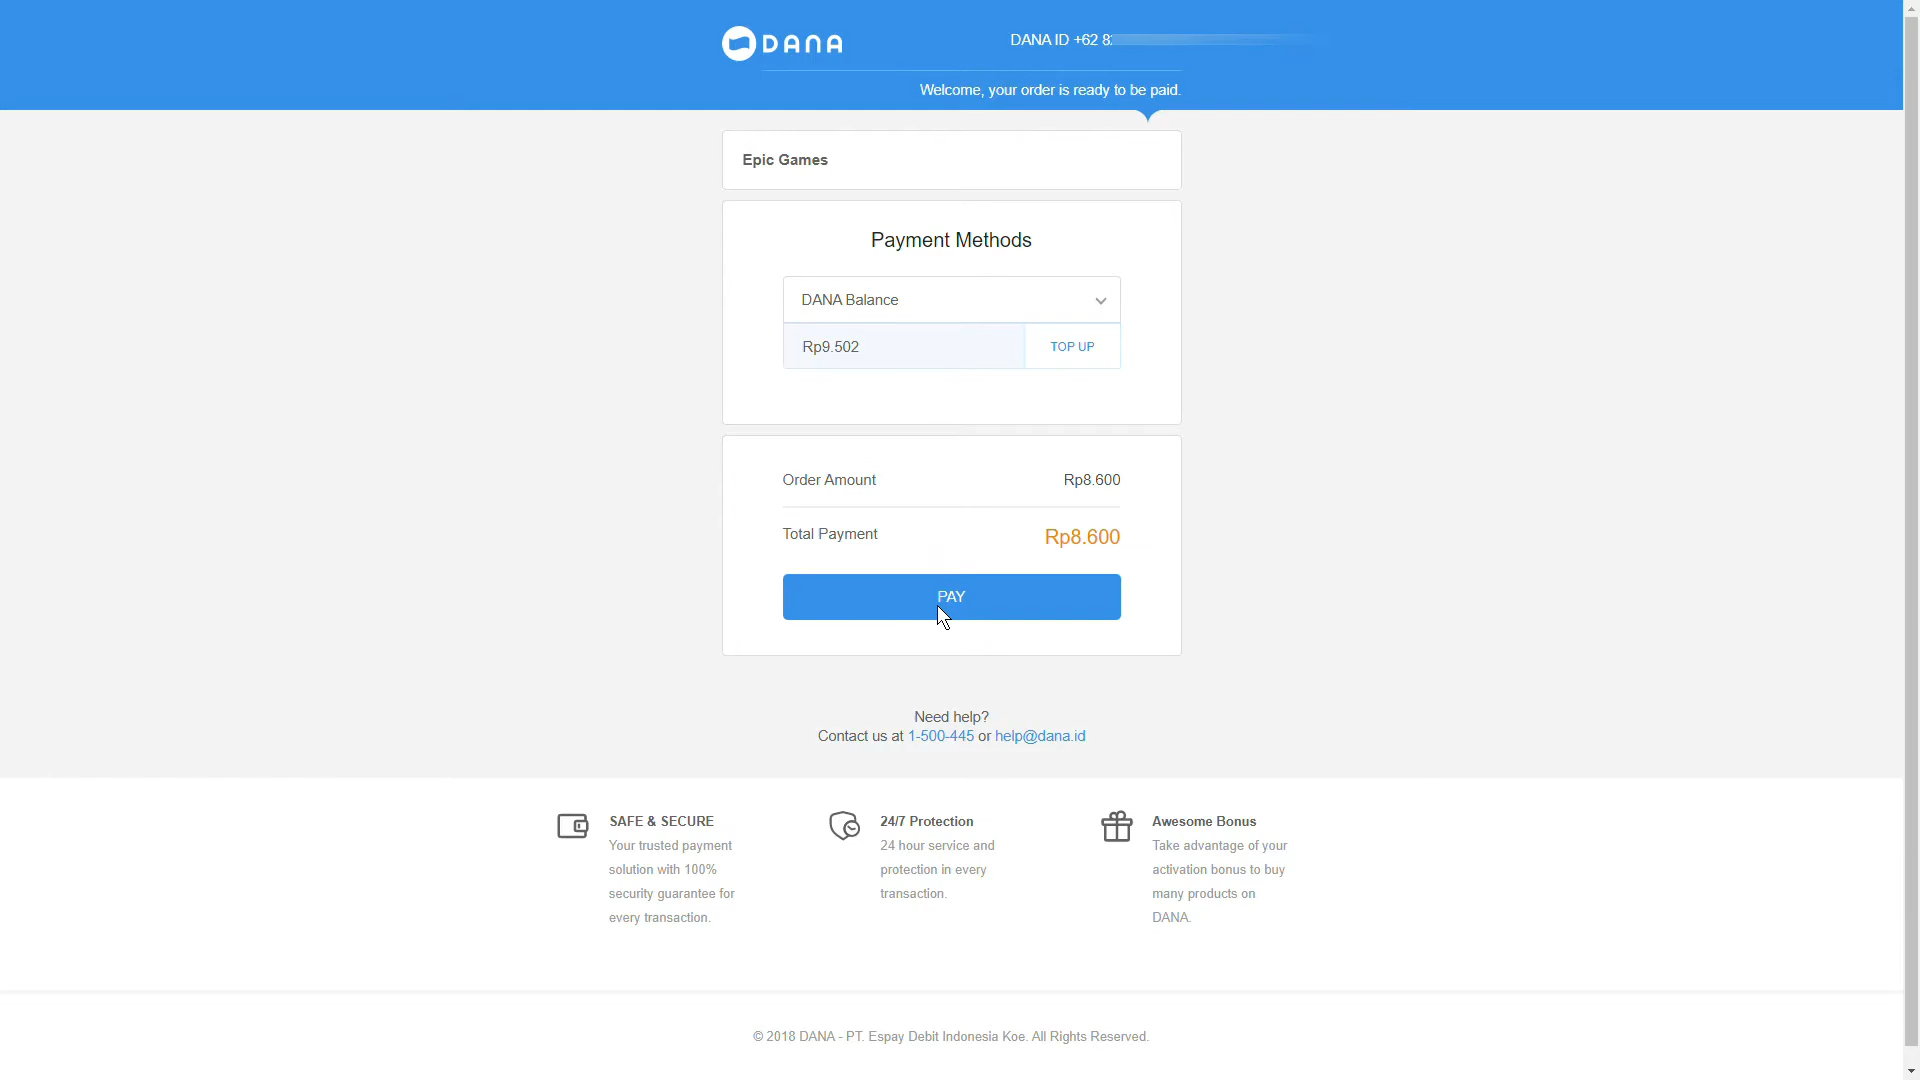 DANA
DANA ID +62 8
Welcome, your order is ready to be paid.
Epic Games
Payment Methods
DANA Balance
Rp9.502
TOP UP
Order Amount
Rp8.600
Total Payment
Rp8.600
PAY
Need help?
Contact us at 1-500-445 or help@dana.id
SAFE & SECURE
Your trusted payment
solution with 100%
security guarantee for
every transaction.
24/7 Protection
24 hour service and
protection in every
transaction.
Awesome Bonus
Take advantage of your
activation bonus to buy
many products on
DANA.
© 2018 DANA - PT. Espay Debit Indonesia Koe. All Rights Reserved.